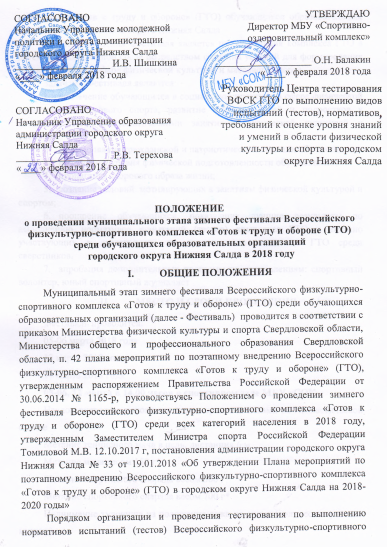 СОГЛАСОВАНО
Начальник Управление молодежной
политики и спорта администрации
городского округа Нижняя Салда
И.В. Шишкина
» февраля 2018 года
УТВЕРЖДАЮ
Директор МБУ «Спортивно-
оздоровительный комплекс»
О.Н. Балакин
» февраля 2018 года
МБУ «СОК»
Руководитель Центра тестирования
ВФСК ГТО по выполнению видов
испытаний (тестов), нормативов,
требований к оценке уровня знаний
и умений в области физической
культуры и спорта в городском
округе Нижняя Салда
СОГЛАСОВАНО
Начальник Управление образования
администрации городского округа
Нижняя Салда
Р.В. Терехова
« 22 » февраля 2018 года
ПОЛОЖЕНИЕ
о проведении муниципального этапа зимнего фестиваля Всероссийского
физкультурно-спортивного комплекса «Готов к труду и обороне (ГТО)
среди обучающихся образовательных организаций
городского округа Нижняя Салда в 2018 году
I. ОБЩИЕ ПОЛОЖЕНИЯ
Муниципальный этап зимнего фестиваля Всероссийского физкультурно-
спортивного комплекса «Готов к труду и обороне» (ГТО) среди обучающихся
образовательных организаций (далее - Фестиваль) проводится в соответствии с
приказом Министерства физической культуры и спорта Свердловской области,
Министерства общего и профессионального образования Свердловской
области, п. 42 плана мероприятий по поэтапному внедрению Всероссийского
физкультурно-спортивного комплекса «Готов к труду и обороне» (ГТО),
утвержденным распоряжением Правительства Российской Федерации от
30.06.2014 № 1165-р, руководствуясь Положением о проведении зимнего
фестиваля Всероссийского физкультурно-спортивного комплекса «Готов к
труду и обороне» (ГТО) среди всех категорий населения в 2018 году,
утвержденным Заместителем Министра спорта Российской Федерации
Томиловой М.В. 12.10.2017 г, постановления администрации городского округа
Нижняя Салда № 33 от 19.01.2018 «Об утверждении Плана мероприятий по
поэтапному внедрению Всероссийского физкультурно-спортивного комплекса
«Готов к труду и обороне» (ГТО) в городском округе Нижняя Салда на 2018-
2020 годы»
Порядком организации и проведения тестирования по выполнению
нормативов испытаний (тестов) Всероссийского физкультурно-спортивного